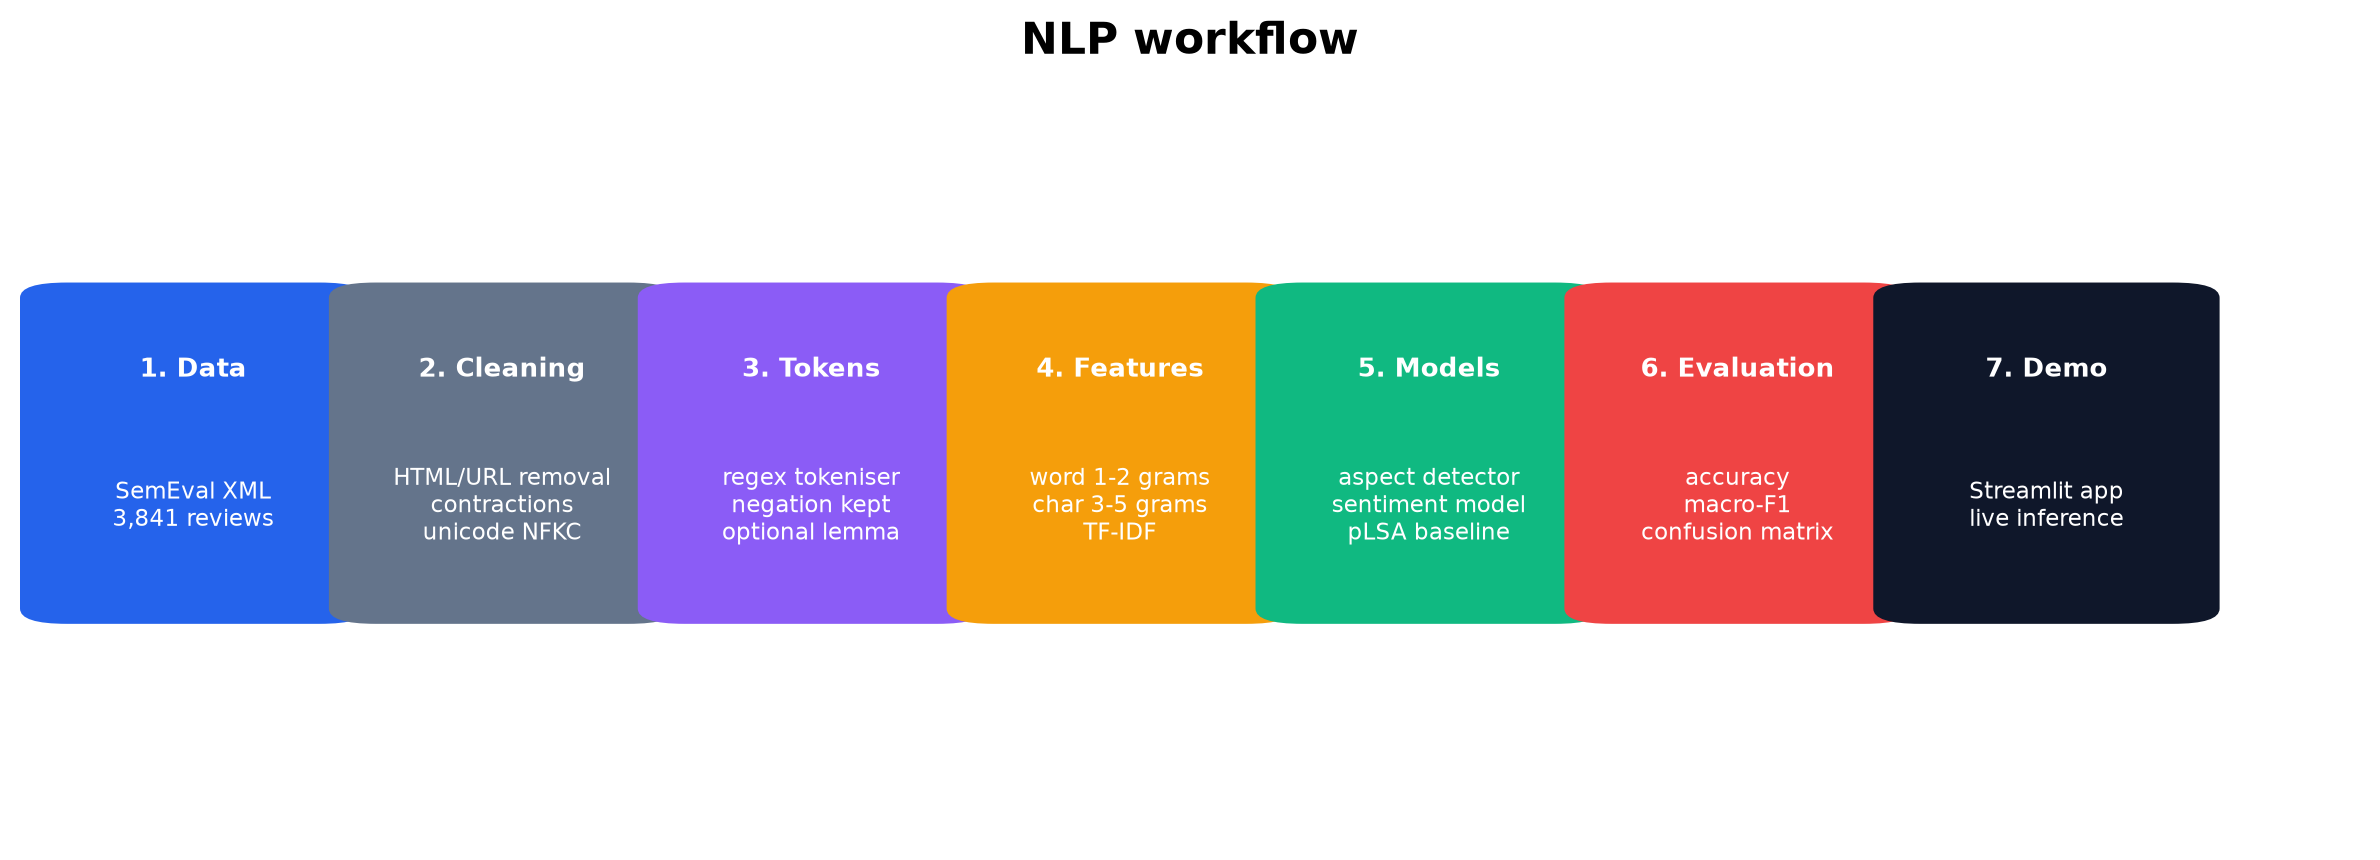 NLP workflow
1. Data
SemEval XML
3,841 reviews
2. Cleaning
HTML/URL removal
contractions
unicode NFKC
3. Tokens
regex tokeniser
negation kept
optional lemma
4. Features
word 1-2 grams
char 3-5 grams
TF-IDF
5. Models
aspect detector
sentiment model
pLSA baseline
6. Evaluation
accuracy
macro-F1
confusion matrix
7. Demo
Streamlit app
live inference